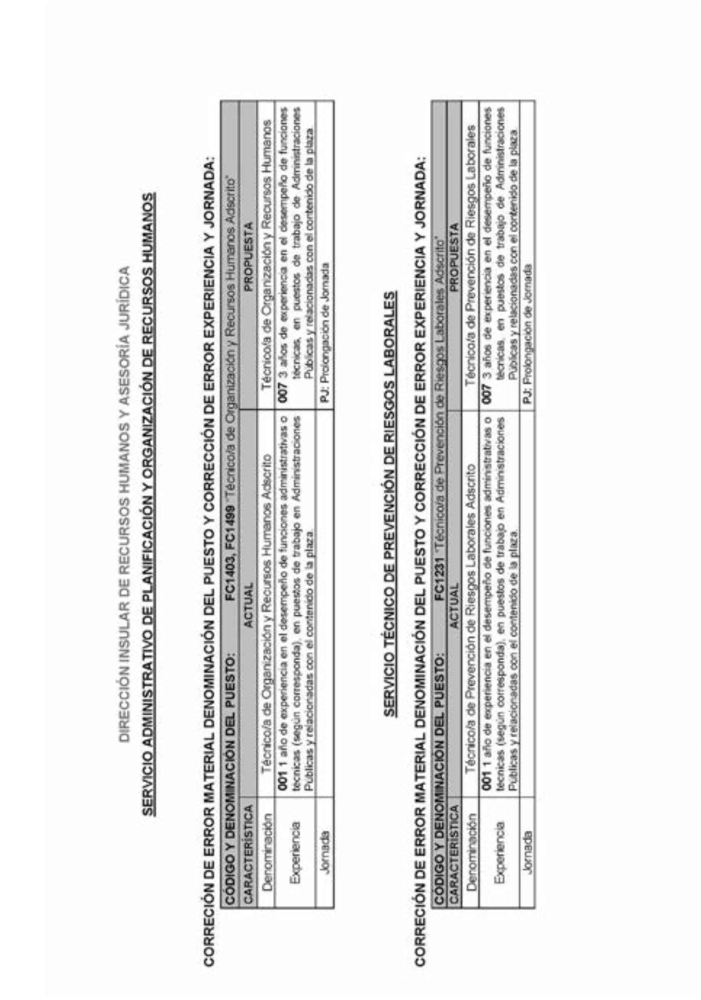 DIRECCIÓN INSULAR DE RECURSOS HUMANOS Y ASESORÍA JURÍDICA
SERVICIO ADMINISTRATIVO DE PLANIFICACIÓN Y ORGANIZACIÓN DE RECURSOS HUMANOS
CORRECIÓN DE ERROR MATERIAL DENOMINACIÓN DEL PUESTO Y CORRECCIÓN DE ERROR EXPERIENCIA Y JORNADA:
CÓDIGO Y DENOMINACIÓN DEL PUESTO: FC1403, FC1499 "Técnico/a de Organización y Recursos Humanos Adscrito"
CARACTERÍSTICA ACTUAL PROPUESTA
Denominación Técnico/a de Organización y Recursos Humanos Adscrito Técnico/a de Organización y Recursos Humanos
Experiencia
001 1 año de experiencia en el desempeño de funciones administrativas o
técnicas (según corresponda), en puestos de trabajo en Administraciones
Públicas y relacionadas con el contenido de la plaza.
007 3 años de experiencia en el desempeño de funciones
técnicas, en puestos de trabajo de Administraciones
Públicas y relacionadas con el contenido de la plaza.
Jornada PJ: Prolongación de Jornada
SERVICIO TÉCNICO DE PREVENCIÓN DE RIESGOS LABORALES
CORRECIÓN DE ERROR MATERIAL DENOMINACIÓN DEL PUESTO Y CORRECCIÓN DE ERROR EXPERIENCIA Y JORNADA:
CÓDIGO Y DENOMINACIÓN DEL PUESTO: FC1231 "Técnico/a de Prevención de Riesgos Laborales Adscrito"
CARACTERÍSTICA ACTUAL PROPUESTA
Denominación Técnico/a de Prevención de Riesgos Laborales Adscrito Técnico/a de Prevención de Riesgos Laborales
Experiencia
001 1 año de experiencia en el desempeño de funciones administrativas o
técnicas (según corresponda), en puestos de trabajo en Administraciones
Públicas y relacionadas con el contenido de la plaza.
007 3 años de experiencia en el desempeño de funciones
técnicas, en puestos de trabajo de Administraciones
Públicas y relacionadas con el contenido de la plaza.
Jornada PJ: Prolongación de Jornada